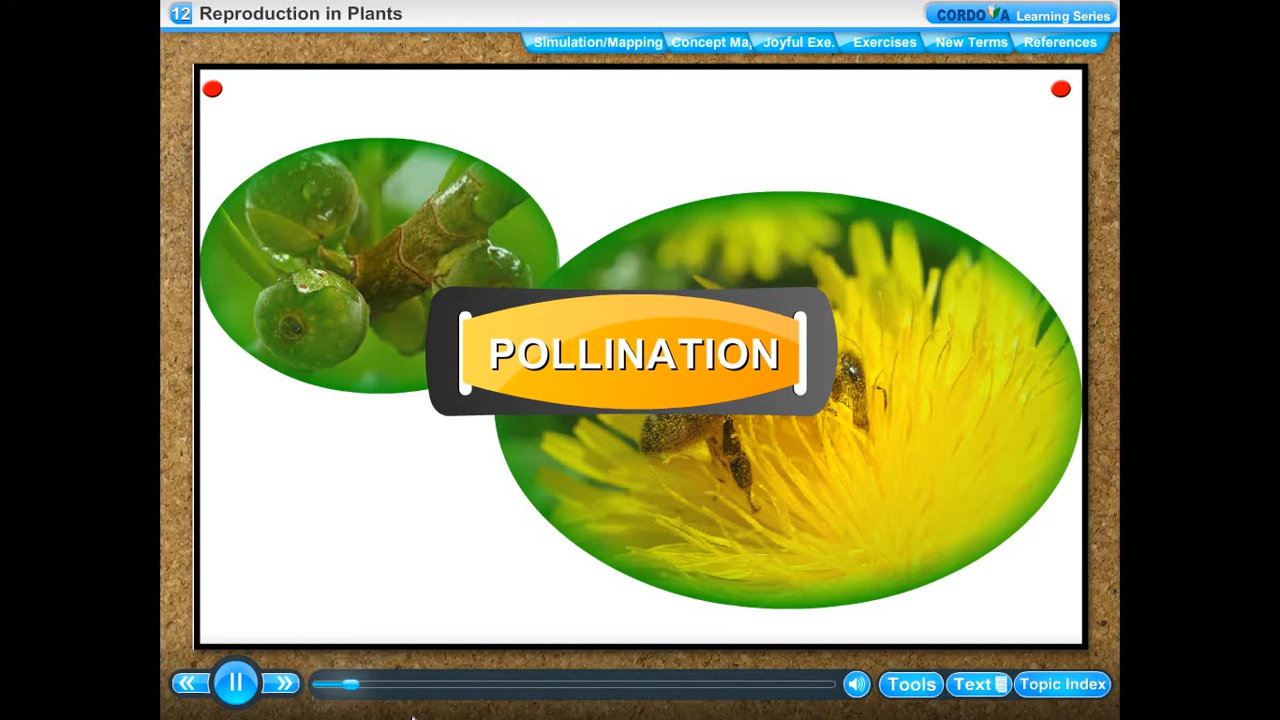 12 Reproduction in Plants
CORDOVA Learning Series
Simulation/Mapping Concept Ma Joyful Exe. Exercises New Terms References
POLLINATION
Tools Text Topic Index